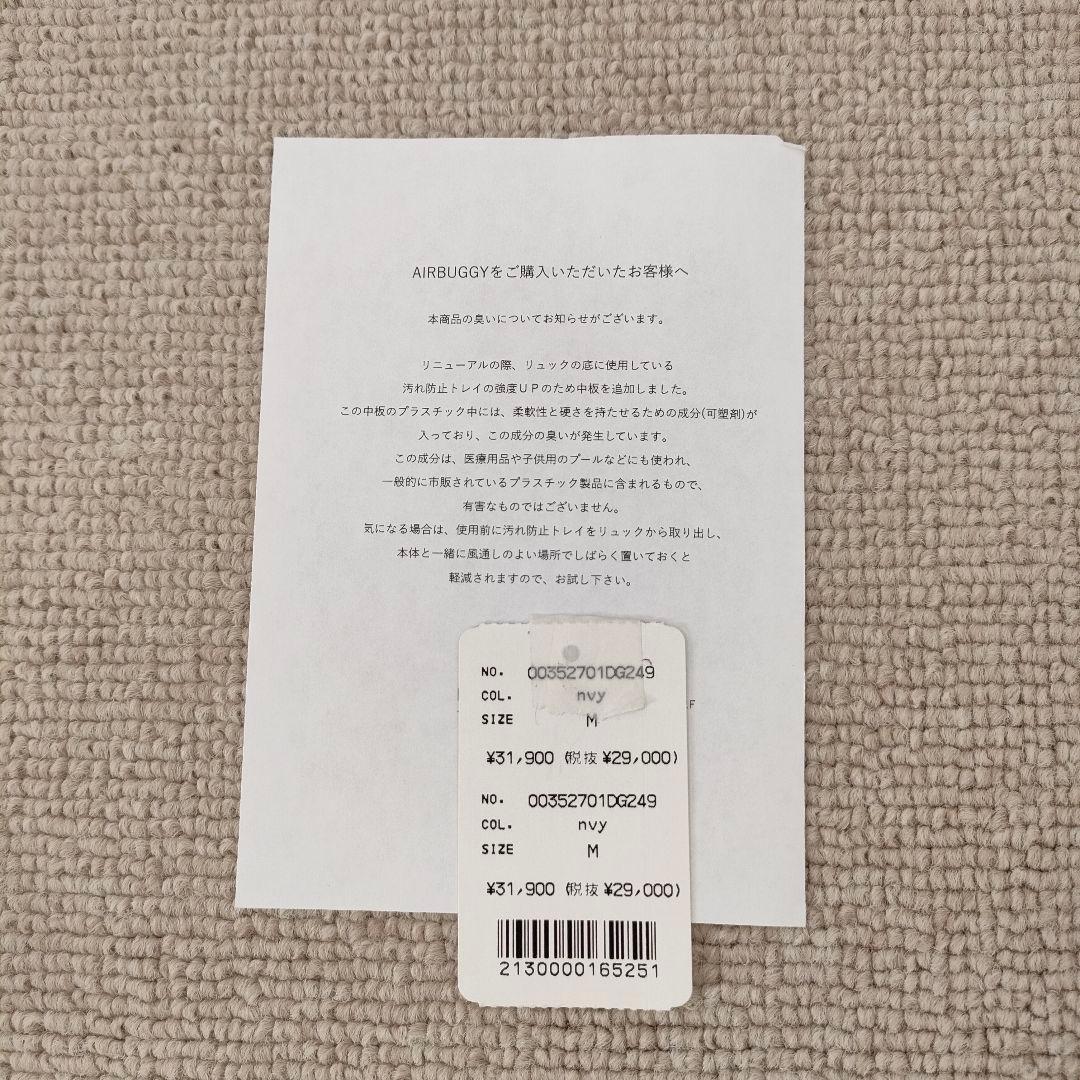 AIRBUGGYをご購入いただいたお客様へ
本商品の臭いについてお知らせがございます。
リニューアルの際、リュックの底に使用している
汚れ防止トレイの強度UPのため中板を追加しました。
この中板のプラスチック中には、柔軟性と硬さを持たせるための成分(可塑剤)が
入っており、この成分の臭いが発生しています。
この成分は、医療用品や子供用のプールなどにも使われ、
一般的に市販されているプラスチック製品に含まれるもので、
有害なものではございません。
気になる場合は、使用前に汚れ防止トレイをリュックから取り出し、
本体と一緒に風通しのよい場所でしばらく置いておくと
軽減されますので、お試し下さい。
NO. 00352701DG249
COL. nvy
SIZE M
¥31,900 (税抜 ¥29,000)
NO. 00352701DG249
COL. nvy
SIZE M
¥31,900 (税抜 ¥29,000)
2130000165251